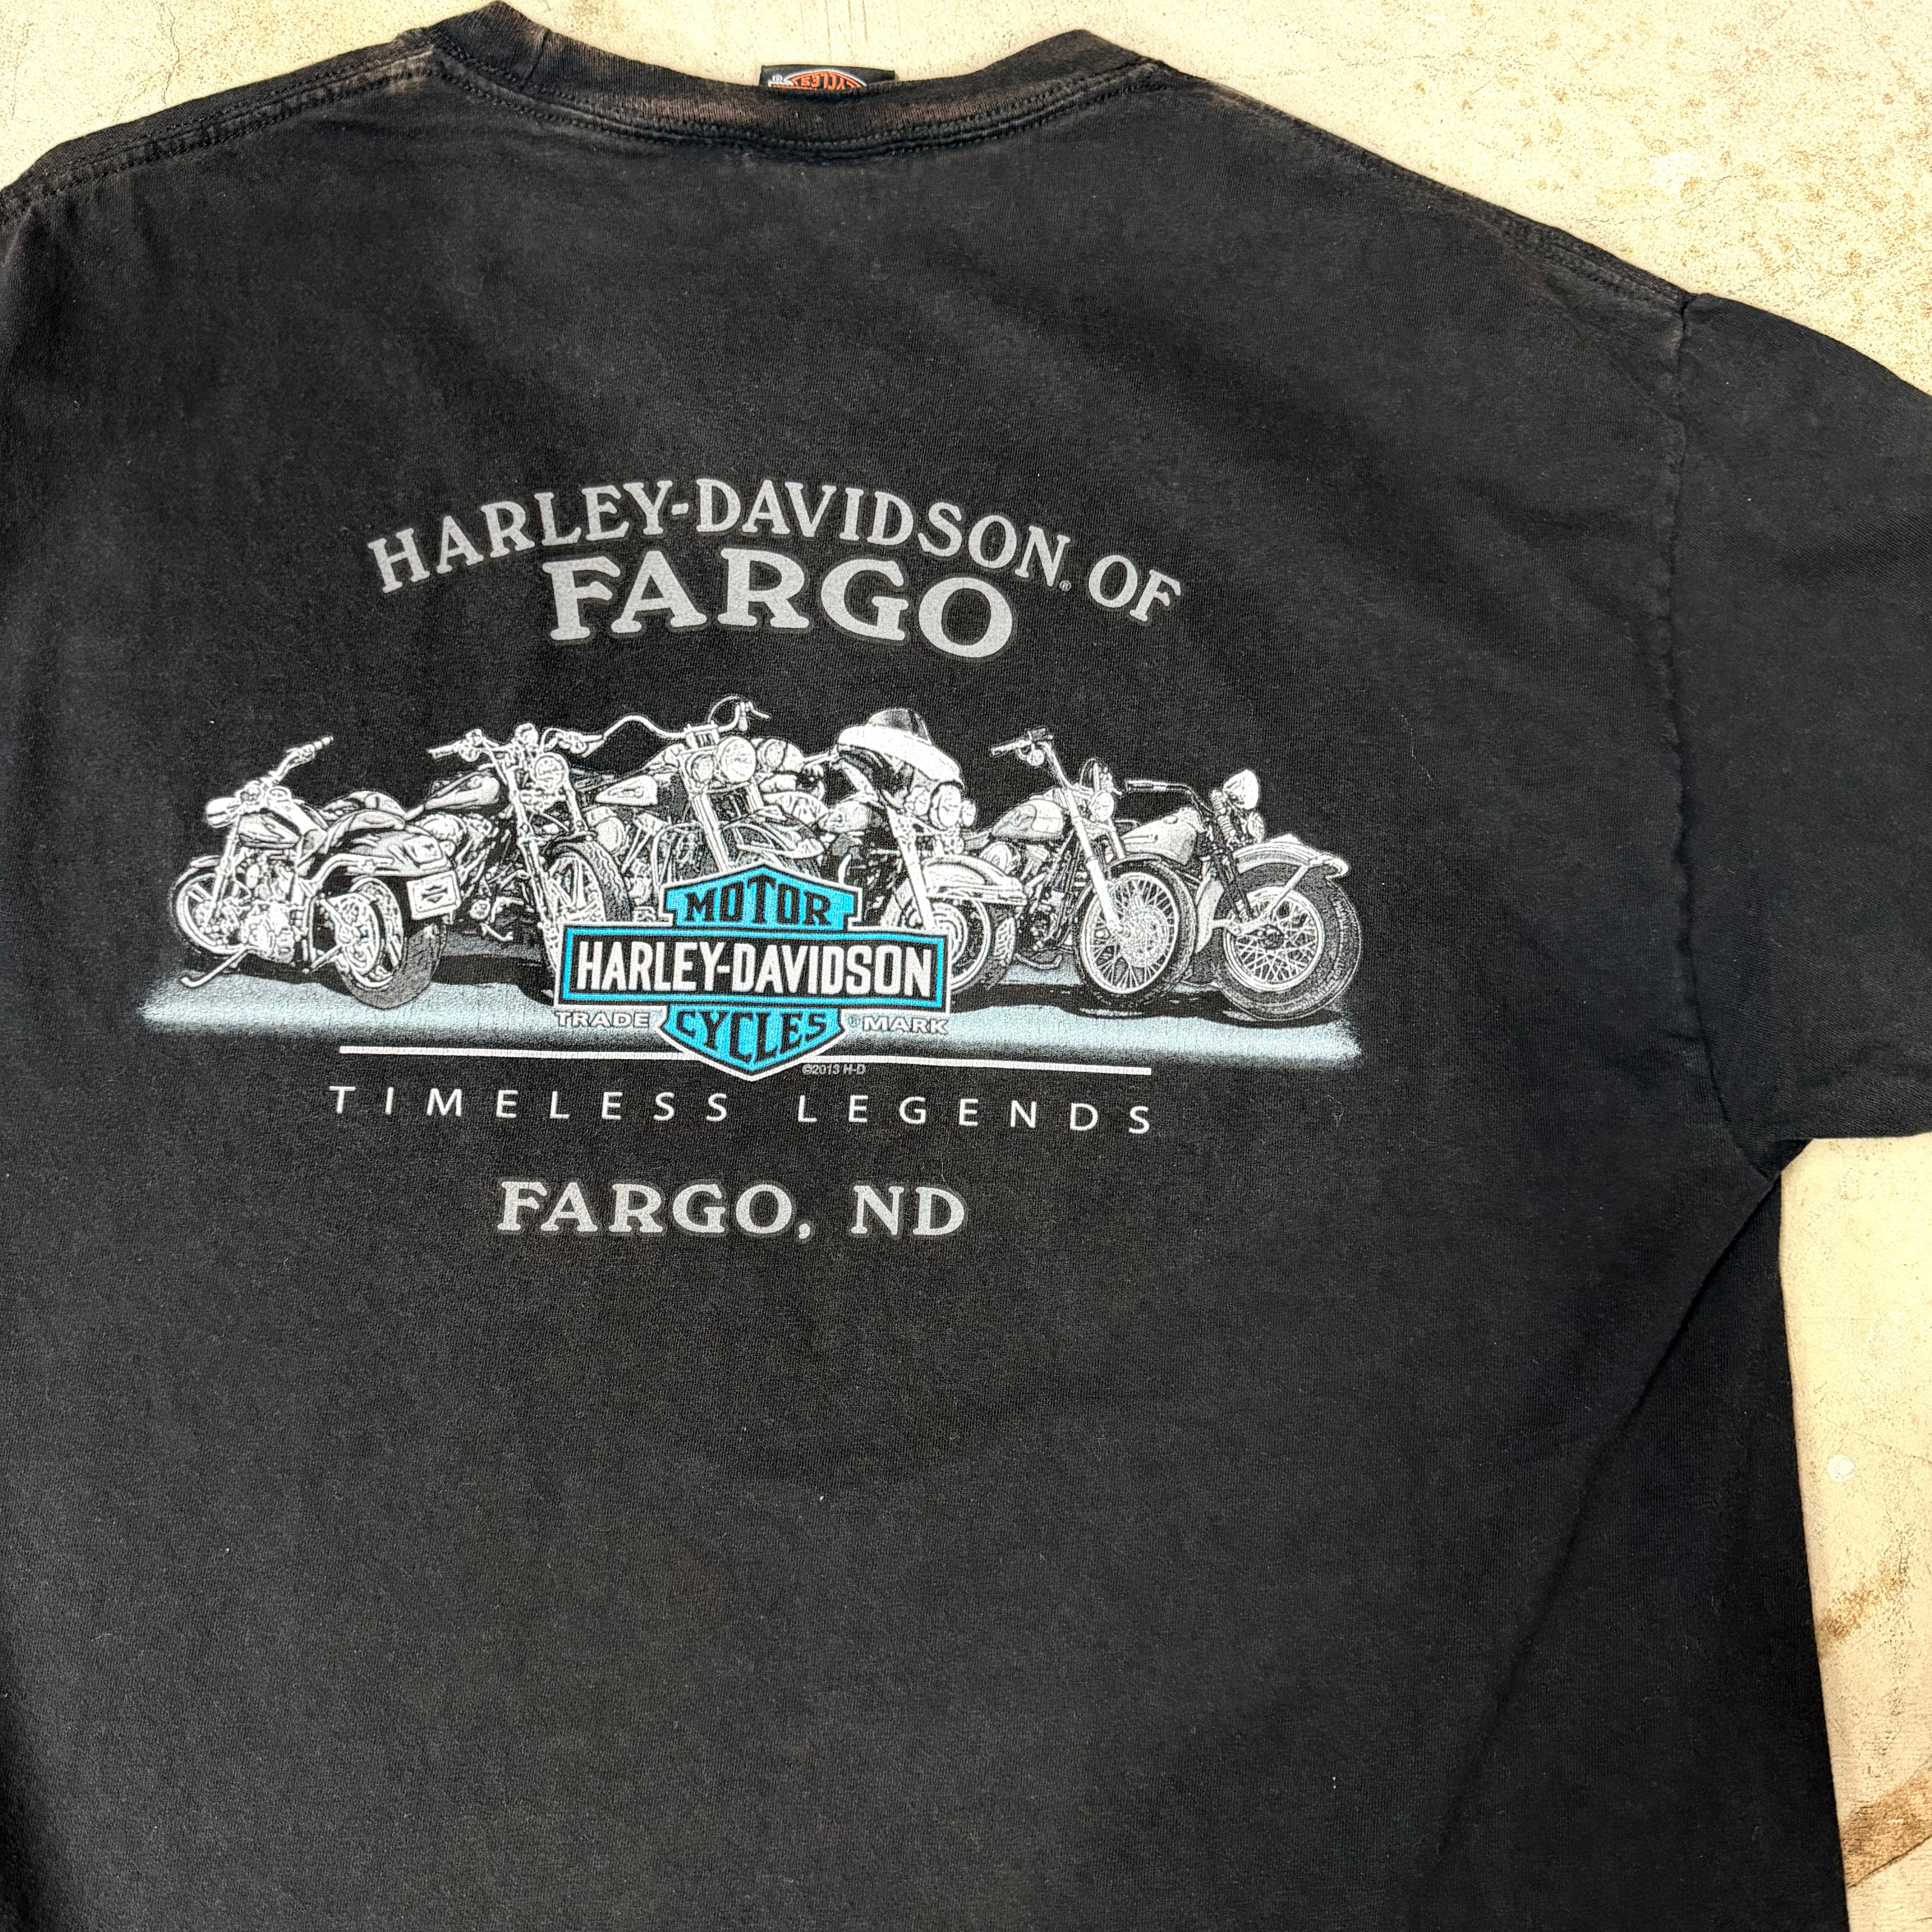 HARLEY-DAVIDSON® OF
FARGO
MOTOR
HARLEY-DAVIDSON
TRADE CYCLES ® MARK
©2013 H-D
TIMELESS LEGENDS
FARGO, ND